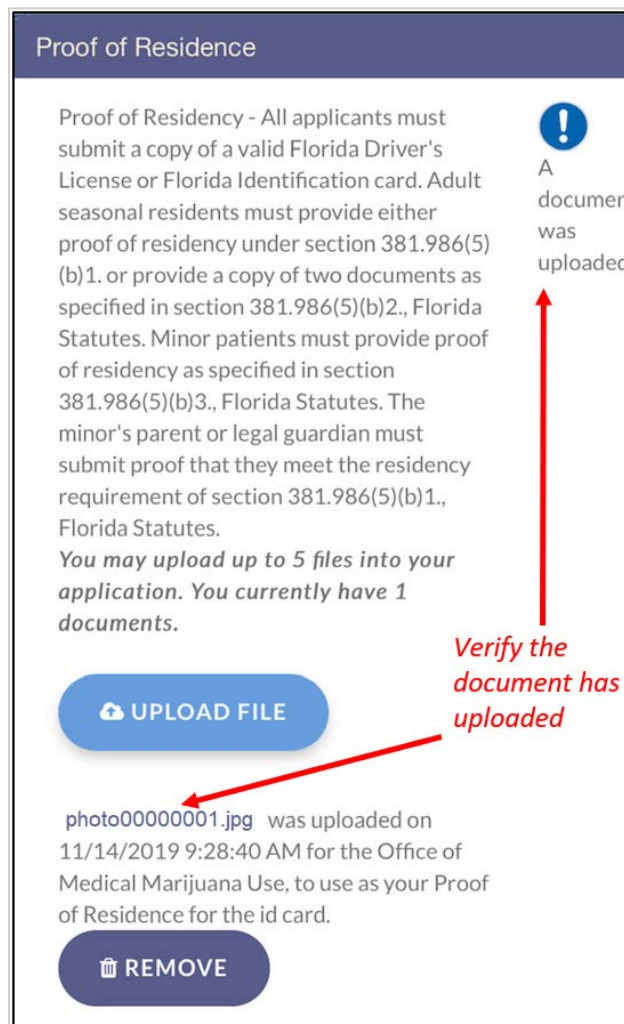 Proof of Residence
Proof of Residency - All applicants must
submit a copy of a valid Florida Driver's
License or Florida Identification card. Adult
seasonal residents must provide either
proof of residency under section 381.986(5)
(b)1. or provide a copy of two documents as
specified in section 381.986(5)(b)2., Florida
Statutes. Minor patients must provide proof
of residency as specified in section
381.986(5)(b)3., Florida Statutes. The
minor's parent or legal guardian must
submit proof that they meet the residency
requirement of section 381.986(5)(b)1.,
Florida Statutes.
You may upload up to 5 files into your
application. You currently have 1
documents.
A
documen
was
uploaded
Verify the
document has
uploaded
UPLOAD FILE
photo00000001.jpg was uploaded on
11/14/2019 9:28:40 AM for the Office of
Medical Marijuana Use, to use as your Proof
of Residence for the id card.
REMOVE